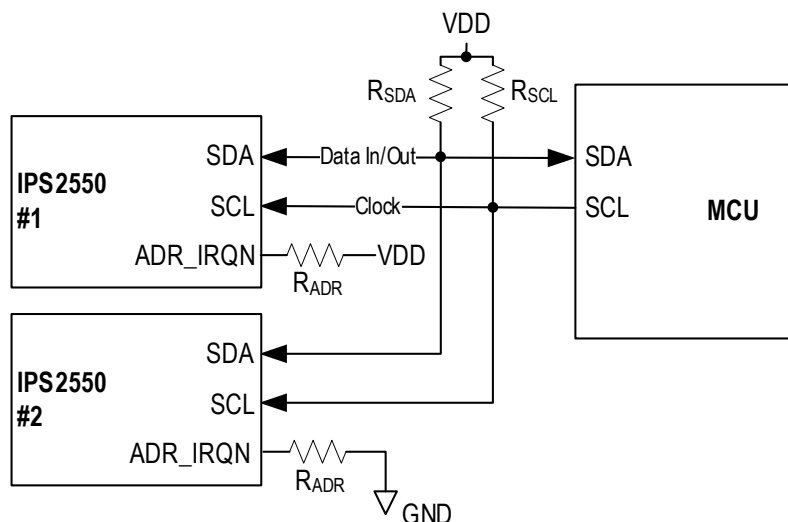 VDD
RSDA
RSCL
SDA
Data In/Out
SDA
IPS2550
#1
SCL
Clock
SCL
MCU
ADR_IRQN
VDD
RADR
SDA
IPS2550
#2
SCL
ADR_IRQN
RADR
GND